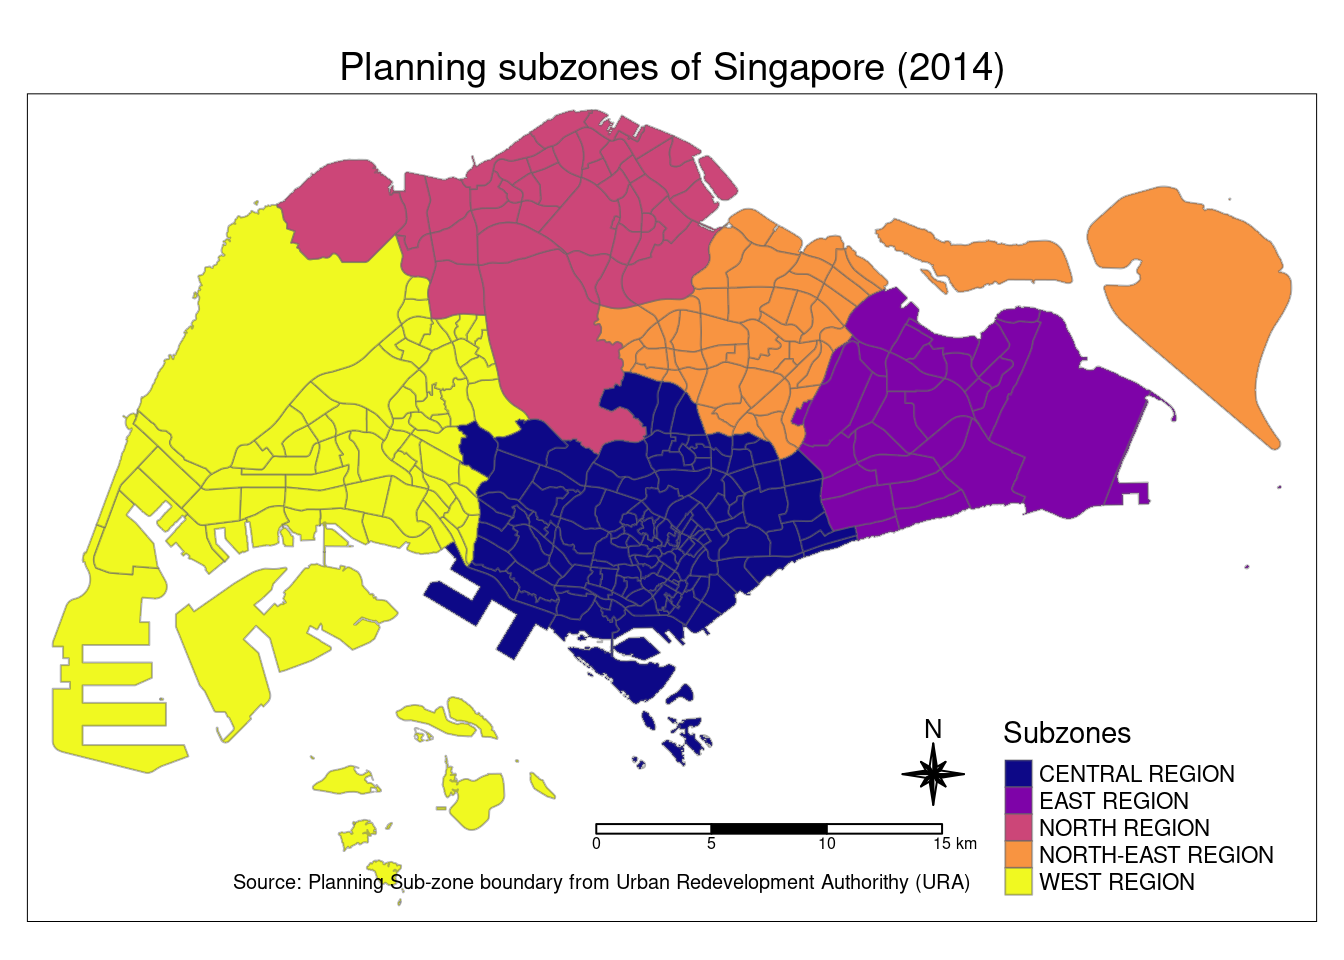 Planning subzones of Singapore (2014)
N
Subzones
CENTRAL REGION
EAST REGION
NORTH REGION
NORTH-EAST REGION
WEST REGION
0 5 10 15 km
Source: Planning Sub-zone boundary from Urban Redevelopment Authorithy (URA)